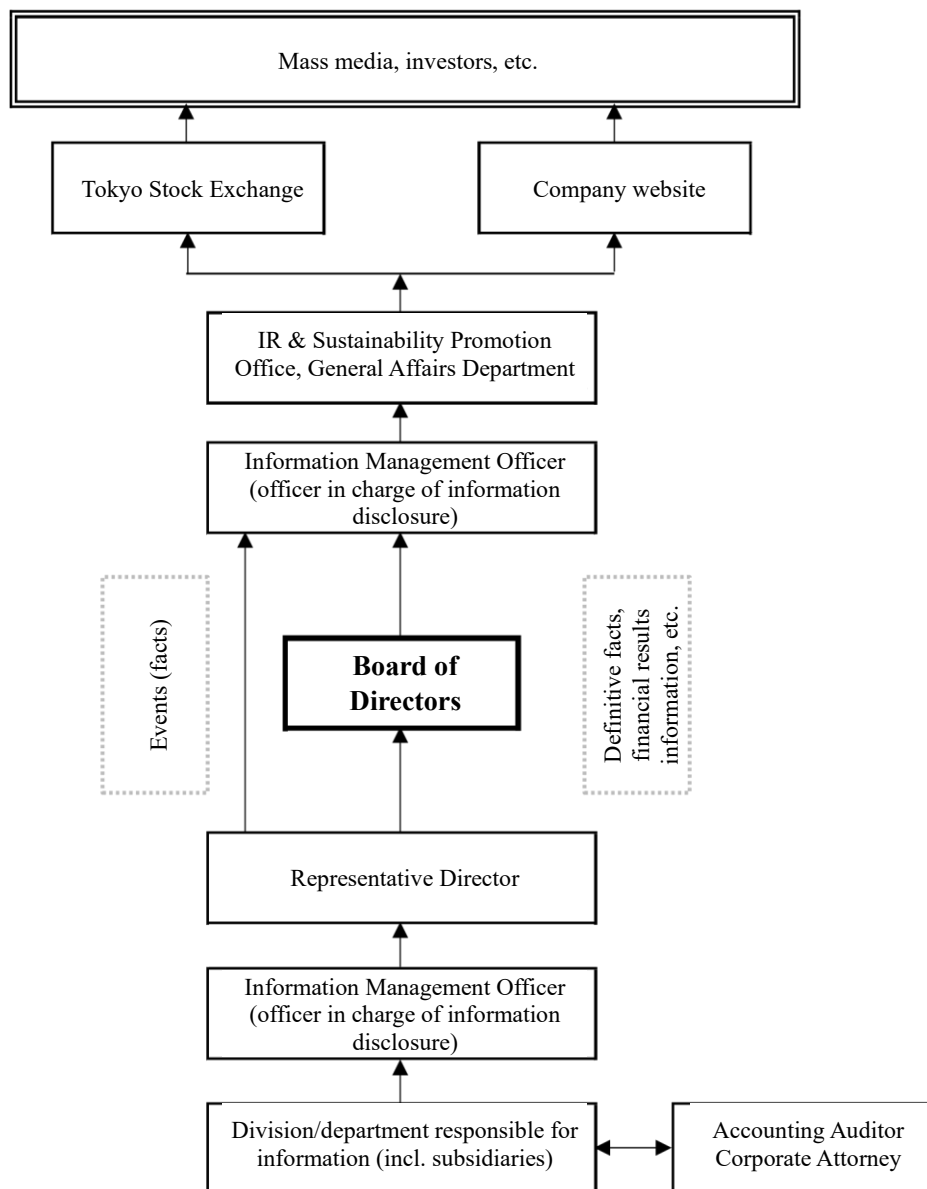 Mass media, investors, etc.
Tokyo Stock Exchange
Company website
IR & Sustainability Promotion
Office, General Affairs Department
Information Management Officer
(officer in charge of information
disclosure)
Events (facts)
Board of
Directors
Definitive facts,
financial results
information, etc.
Representative Director
Information Management Officer
(officer in charge of information
disclosure)
Division/department responsible for
information (incl. subsidiaries)
Accounting Auditor
Corporate Attorney